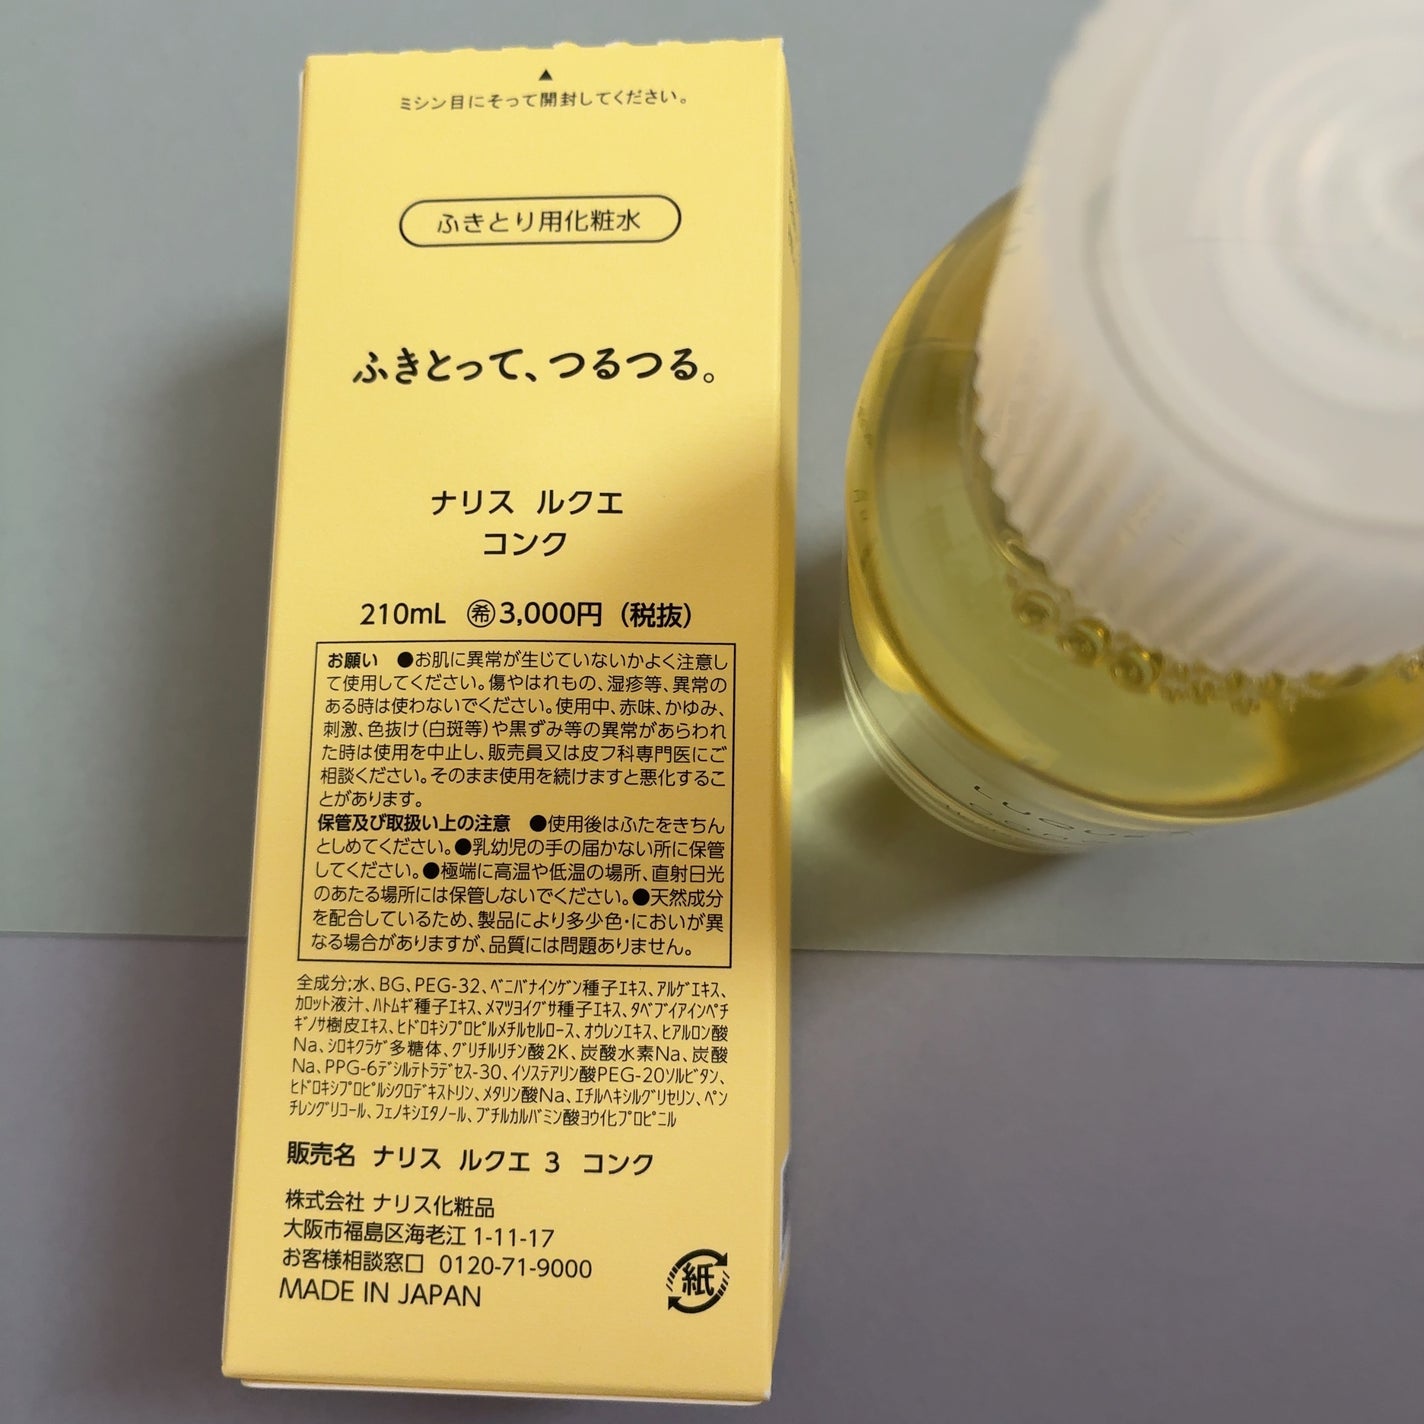 ▲
ミシン目にそって開封してください。
ふきとり用化粧水
ふきとって、つるつる。
ナリス ルクエ
コンク
210mL ㊕3,000円（税抜）
お願い ●お肌に異常が生じていないかよく注意し
て使用してください。傷やはれもの、湿疹等、異常の
ある時は使わないでください。使用中、赤味、かゆみ、
刺激、色抜け(白斑等)や黒ずみ等の異常があらわれ
た時は使用を中止し、販売員又は皮フ科専門医にご
相談ください。そのまま使用を続けますと悪化するこ
とがあります。
保管及び取扱い上の注意 ●使用後はふたをきちん
としめてください。●乳幼児の手の届かない所に保管
してください。●極端に高温や低温の場所、直射日光
のあたる場所には保管しないでください。●天然成分
を配合しているため、製品により多少色・においが異
なる場合がありますが、品質には問題ありません。
全成分;水、BG、PEG-32、ベニバナインゲン種子エキス、アルゲエキス、
カロット液汁、ハトムギ種子エキス、メマツヨイグサ種子エキス、タベブイアインペチ
ギノサ樹皮エキス、ヒドロキシプロピルメチルセルロース、オウレンエキス、ヒアルロン酸
Na、シロキクラゲ多糖体、グリチルリチン酸2K、炭酸水素Na、炭酸
Na、PPG-6デシルテトラデセス-30、イソステアリン酸PEG-20ソルビタン、
ヒドロキシプロピルシクロデキストリン、メタリン酸Na、エチルヘキシルグリセリン、ペン
チレングリコール、フェノキシエタノール、ブチルカルバミン酸ヨウ化プロピニル
販売名 ナリス ルクエ 3 コンク
株式会社 ナリス化粧品
大阪市福島区海老江 1-11-17
お客様相談窓口 0120-71-9000
MADE IN JAPAN
紙